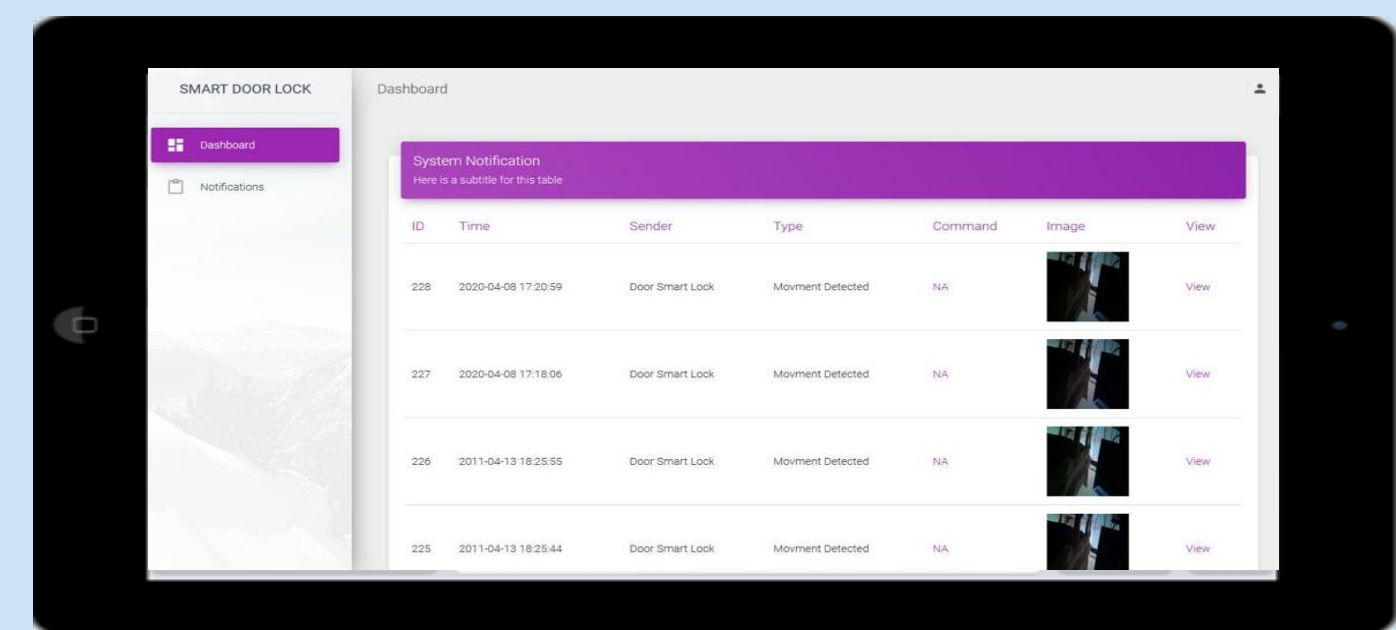 SMART DOOR LOCK
Dashboard
Dashboard
Notifications
System Notification
Here is a subtitle for this table
ID Time Sender Type Command Image View
228 2020-04-08 17:20:59 Door Smart Lock Movment Detected NA View
227 2020-04-08 17:18:06 Door Smart Lock Movment Detected NA View
226 2011-04-13 18:25:55 Door Smart Lock Movment Detected NA View
225 2011-04-13 18:25:44 Door Smart Lock Movment Detected NA View